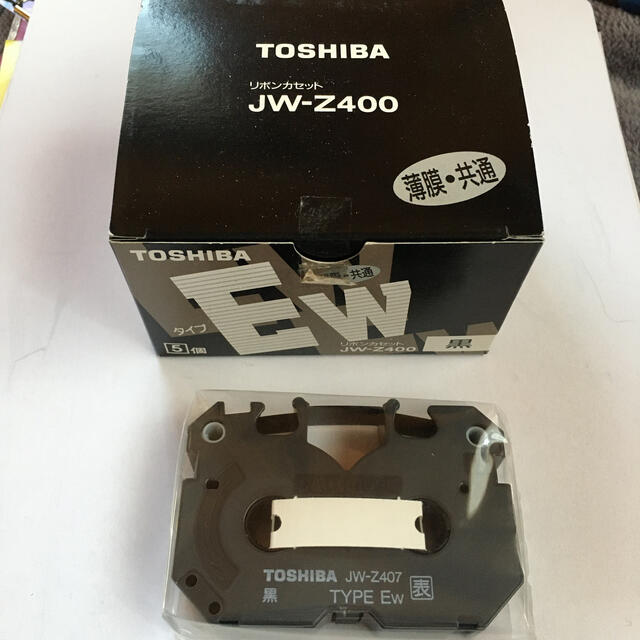 TOSHIBA
リボンカセット
JW-Z400
薄膜・共通
TOSHIBA
・共通
タイプ
Ew
5個
リボンカセット
JW-Z400
黒
TOSHIBA JW-Z407
黒 TYPE Ew 表